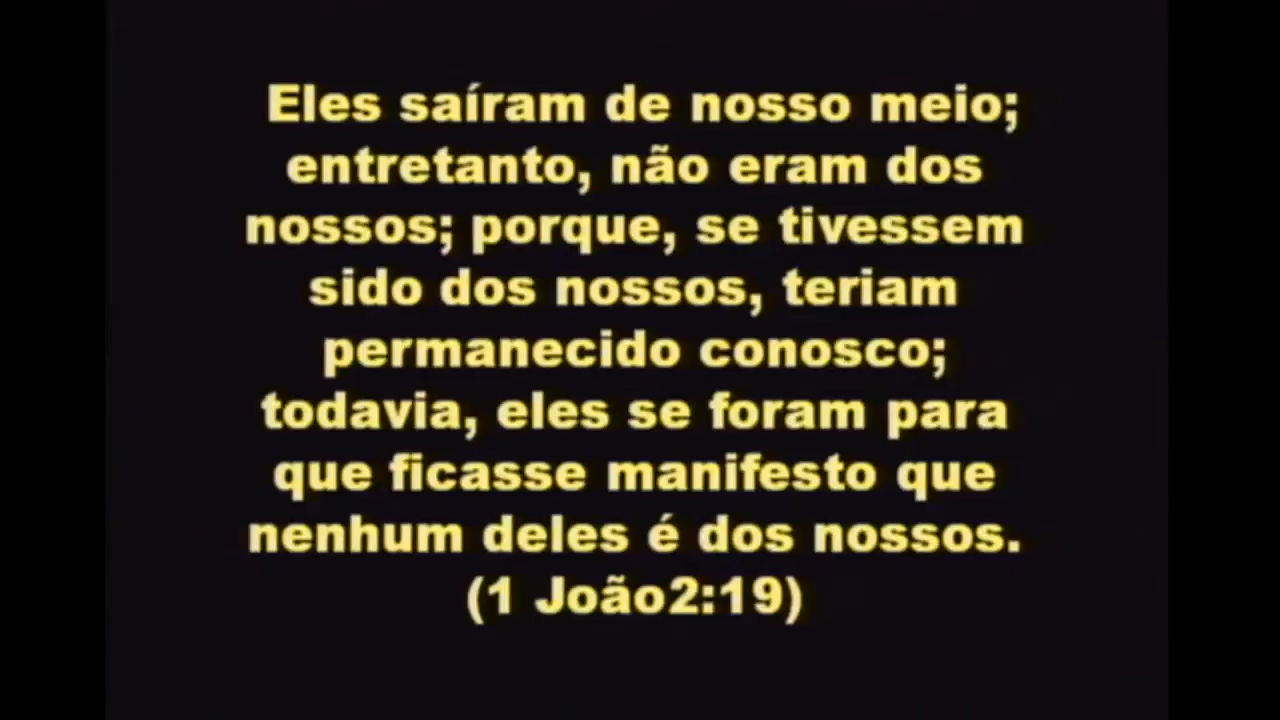 Eles saíram de nosso meio;
entretanto, não eram dos
nossos; porque, se tivessem
sido dos nossos, teriam
permanecido conosco;
todavia, eles se foram para
que ficasse manifesto que
nenhum deles é dos nossos.
(1 João2:19)